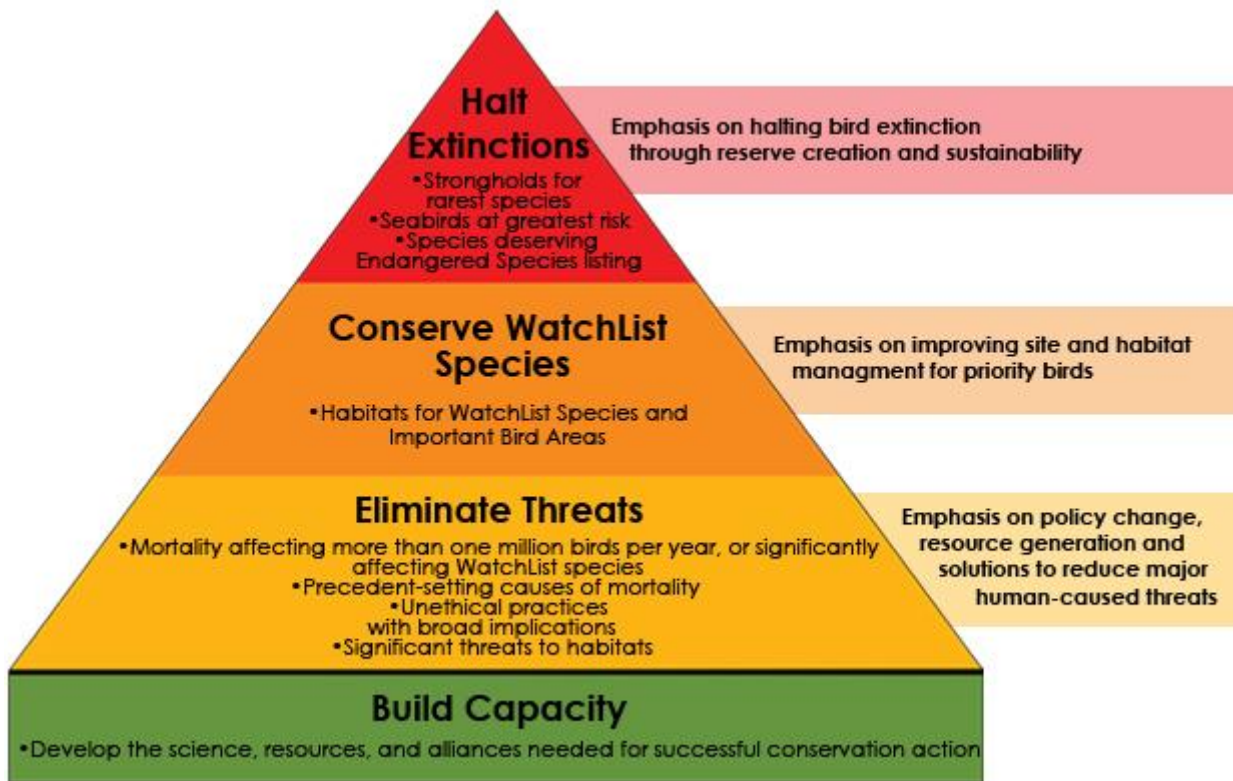 Halt
Extinctions
•Strongholds for
rarest species
•Seabirds at greatest risk
•Species deserving
Endangered Species listing
Emphasis on halting bird extinction
through reserve creation and sustainability
Conserve WatchList
Species
•Habitats for WatchList Species and
Important Bird Areas
Emphasis on improving site and habitat
managment for priority birds
Eliminate Threats
•Mortality affecting more than one million birds per year, or significantly
affecting WatchList species
•Precedent-setting causes of mortality
•Unethical practices
with broad implications
•Significant threats to habitats
Emphasis on policy change,
resource generation and
solutions to reduce major
human-caused threats
Build Capacity
•Develop the science, resources, and alliances needed for successful conservation action